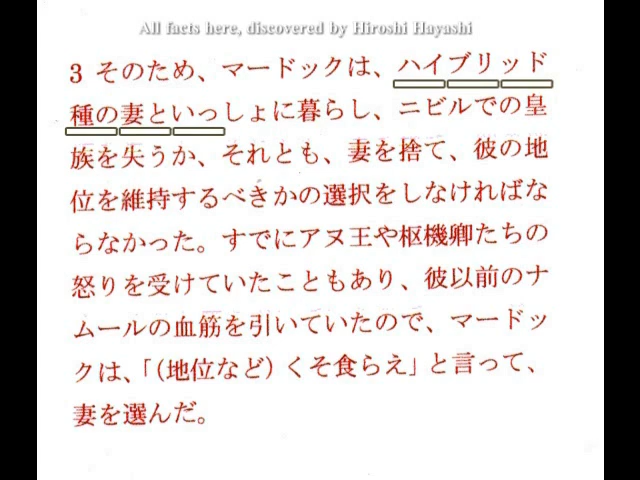 All facts here, discovered by Hiroshi Hayashi
3 そのため、マードックは、ハイブリッド
種の妻といっしょに暮らし、ニビルでの皇
族を失うか、それとも、妻を捨て、彼の地
位を維持するべきかの選択をしなければな
らなかった。すでにアヌ王や枢機卿たちの
怒りを受けていたこともあり、彼以前のナ
ムールの血筋を引いていたので、マードッ
クは、「（地位など）くそ食らえ」と言って、
妻を選んだ。